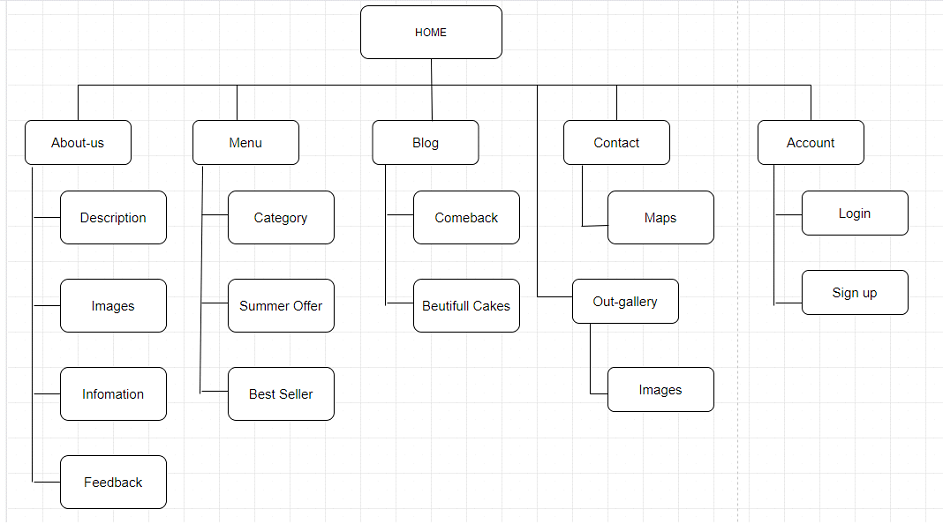 HOME
About-us
Menu
Blog
Contact
Account
Description
Category
Comeback
Maps
Login
Images
Summer Offer
Beutifull Cakes
Out-gallery
Sign up
Infomation
Best Seller
Images
Feedback